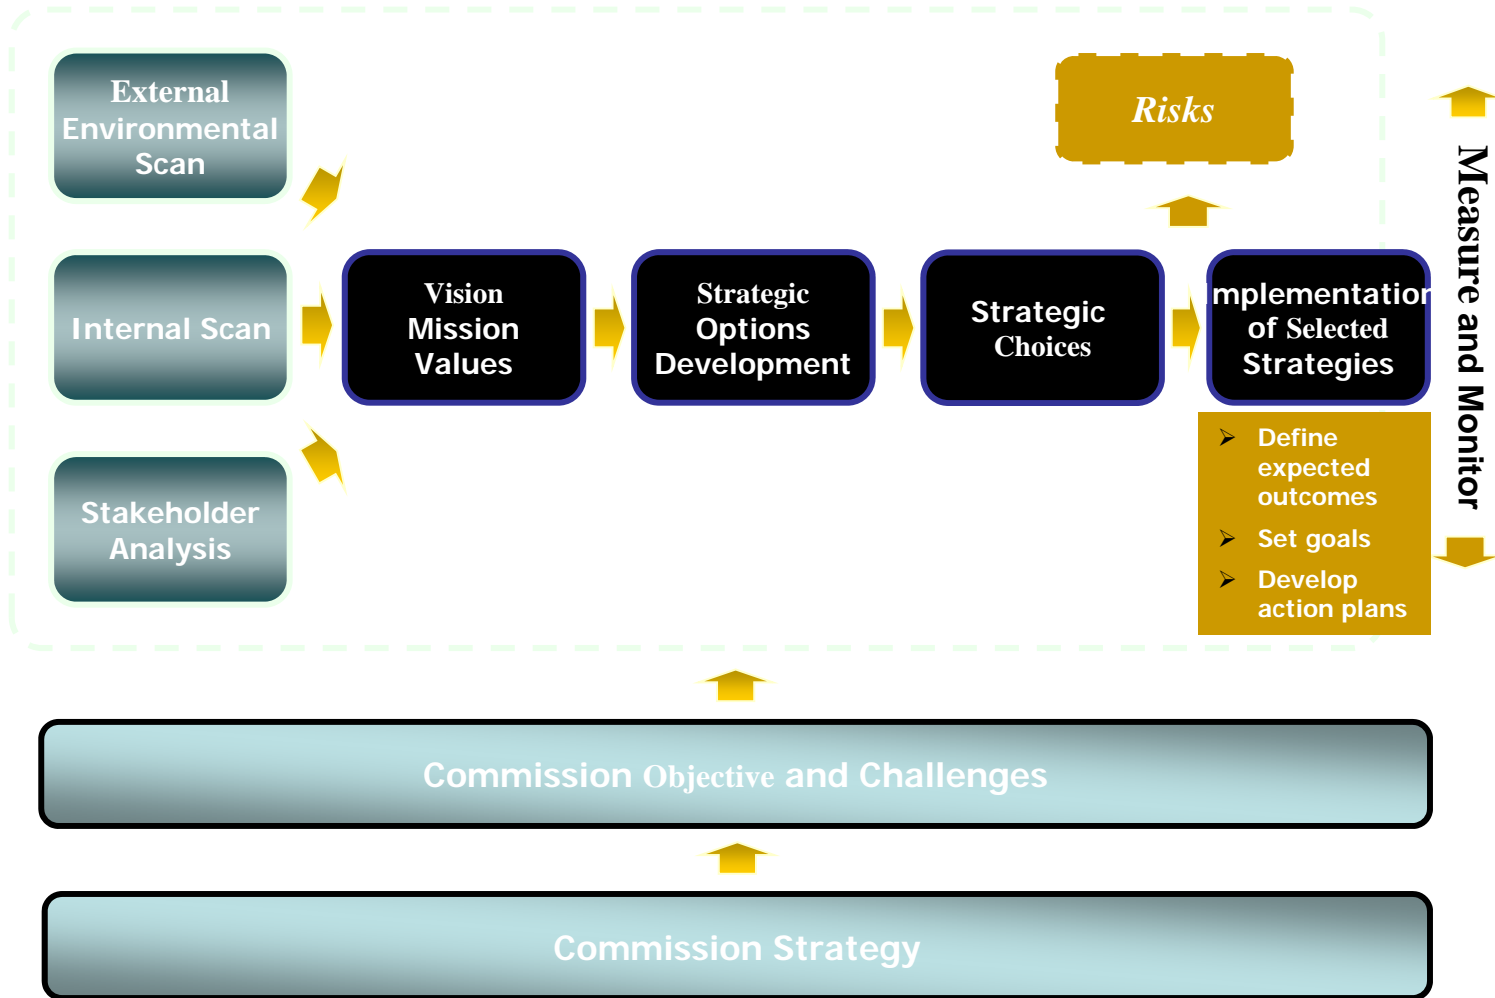 External
Environmental
Scan
Risks
Measure and Monitor
Internal Scan
Vision
Mission
Values
Strategic
Options
Development
Strategic
Choices
Implementation
of Selected
Strategies
Stakeholder
Analysis
➢ Define
expected
outcomes
➢ Set goals
➢ Develop
action plans
Commission Objective and Challenges
Commission Strategy